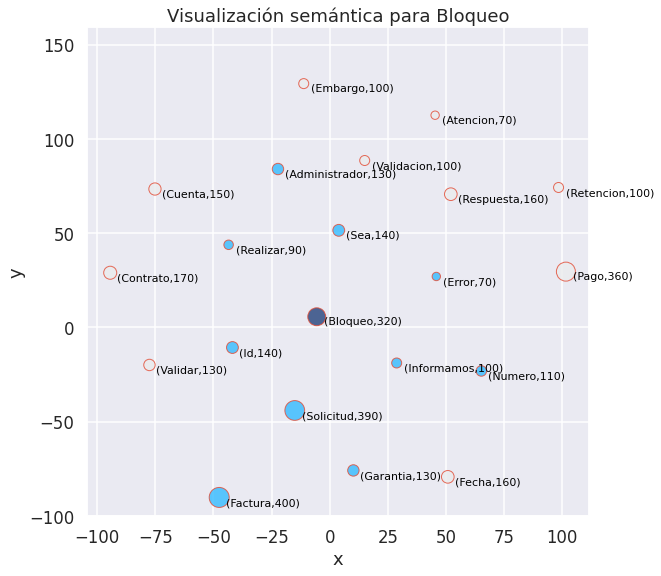 Visualización semántica para Bloqueo
150
(Embargo,100)
(Atencion,70)
100
(Validacion,100)
(Administrador,130)
(Cuenta,150)
(Respuesta,160)
(Retencion,100)
50
(Sea,140)
(Realizar,90)
(Contrato,170)
(Error,70)
(Pago,360)
y
0
(Bloqueo,320)
(Id,140)
(Validar,130)
(Informamos,100)
(Numero,110)
−50
(Solicitud,390)
(Garantia,130)
(Fecha,160)
(Factura,400)
−100
−100 −75 −50 −25 0 25 50 75 100
x